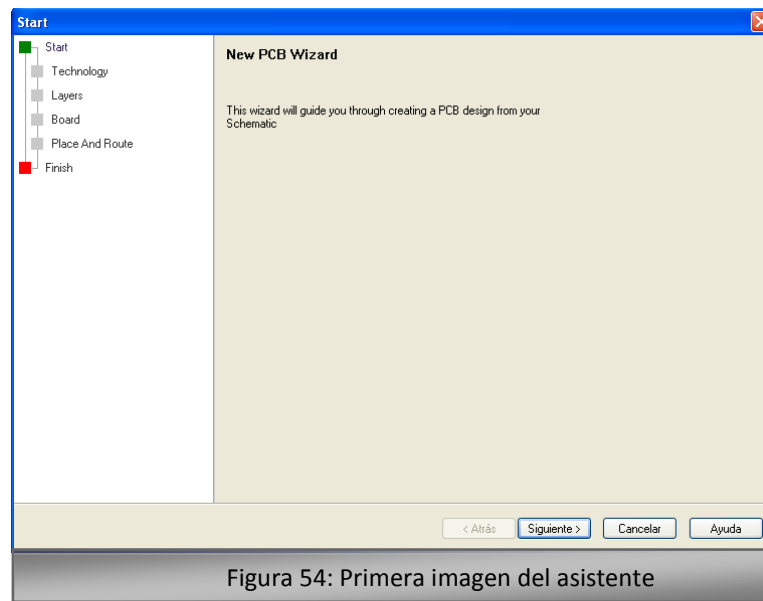 Start
Start
Technology
Layers
Board
Place And Route
Finish
New PCB Wizard
This wizard will guide you through creating a PCB design from your
Schematic
< Atrás
Siguiente >
Cancelar
Ayuda
Figura 54: Primera imagen del asistente